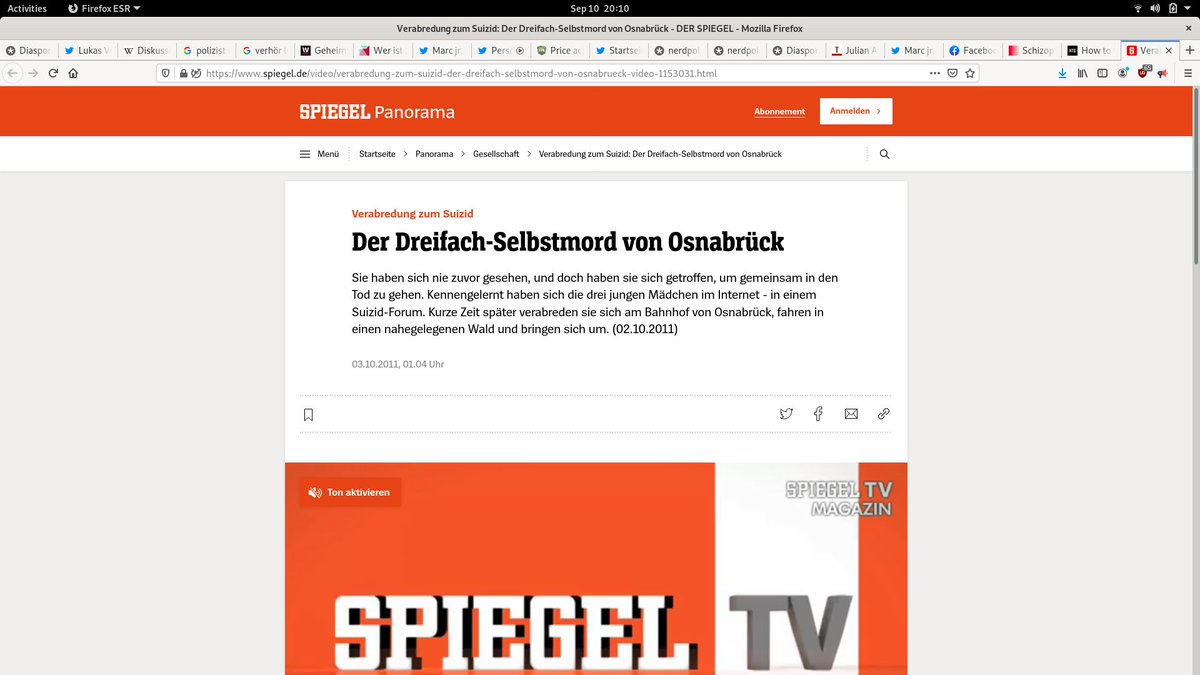 Activities
Firefox ESR
Sep 10 20:10
Verabredung zum Suizid: Der Dreifach-Selbstmord von Osnabrück - DER SPIEGEL - Mozilla Firefox
Diaspor
Lukas V
Diskus
polizist
verhör
Geheim
Wer ist
Marc jr.
Perso
Price ac
Startse
nerdpol
nerdpol
Diaspor
Julian A
Marc jr.
Faceboo
Schizop
How to
Vera
https://www.spiegel.de/video/verabredung-zum-suizid-der-dreifach-selbstmord-von-osnabrueck-video-1153031.html
SPIEGEL Panorama
Abonnement
Anmelden
Menü
Startseite
Panorama
Gesellschaft
Verabredung zum Suizid: Der Dreifach-Selbstmord von Osnabrück
Verabredung zum Suizid
Der Dreifach-Selbstmord von Osnabrück
Sie haben sich nie zuvor gesehen, und doch haben sie sich getroffen, um gemeinsam in den
Tod zu gehen. Kennengelernt haben sich die drei jungen Mädchen im Internet - in einem
Suizid-Forum. Kurze Zeit später verabreden sie sich am Bahnhof von Osnabrück, fahren in
einen nahegelegenen Wald und bringen sich um. (02.10.2011)
03.10.2011, 01.04 Uhr
Ton aktivieren
SPIEGEL TV
MAGAZIN
SPIEGEL TV